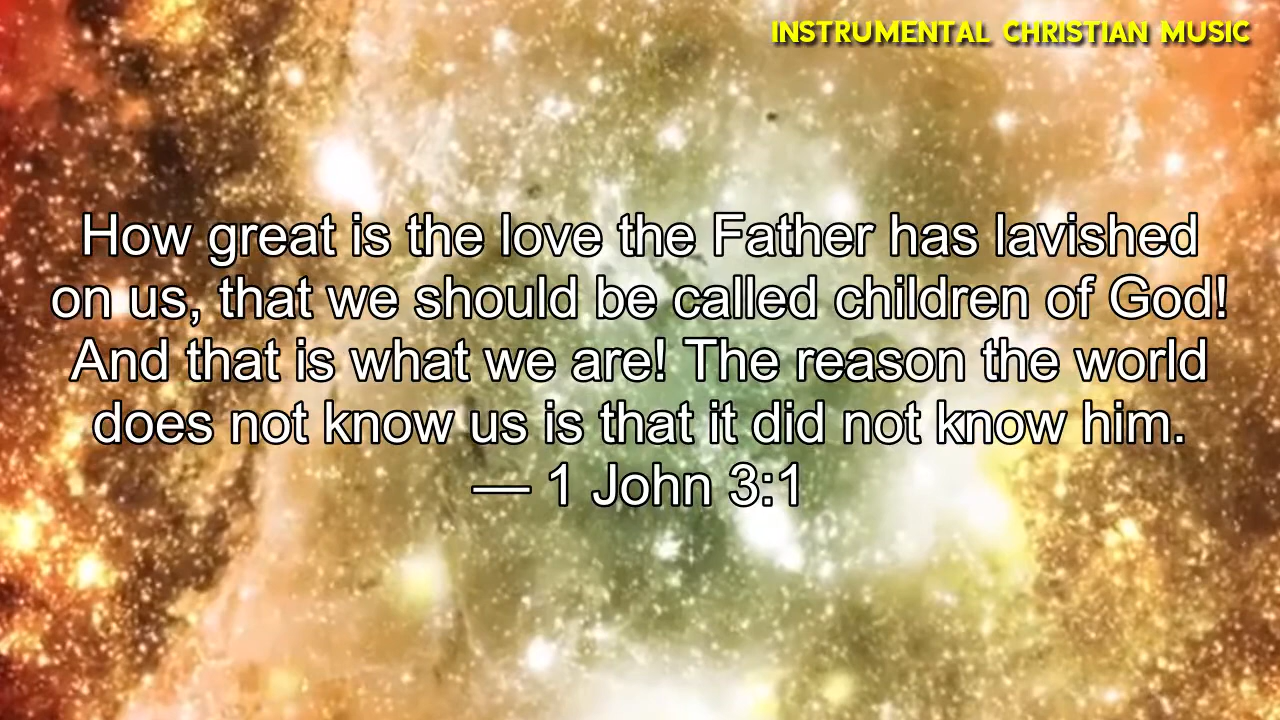 INSTRUMENTAL CHRISTIAN MUSIC
How great is the love the Father has lavished
on us, that we should be called children of God!
And that is what we are! The reason the world
does not know us is that it did not know him.
— 1 John 3:1